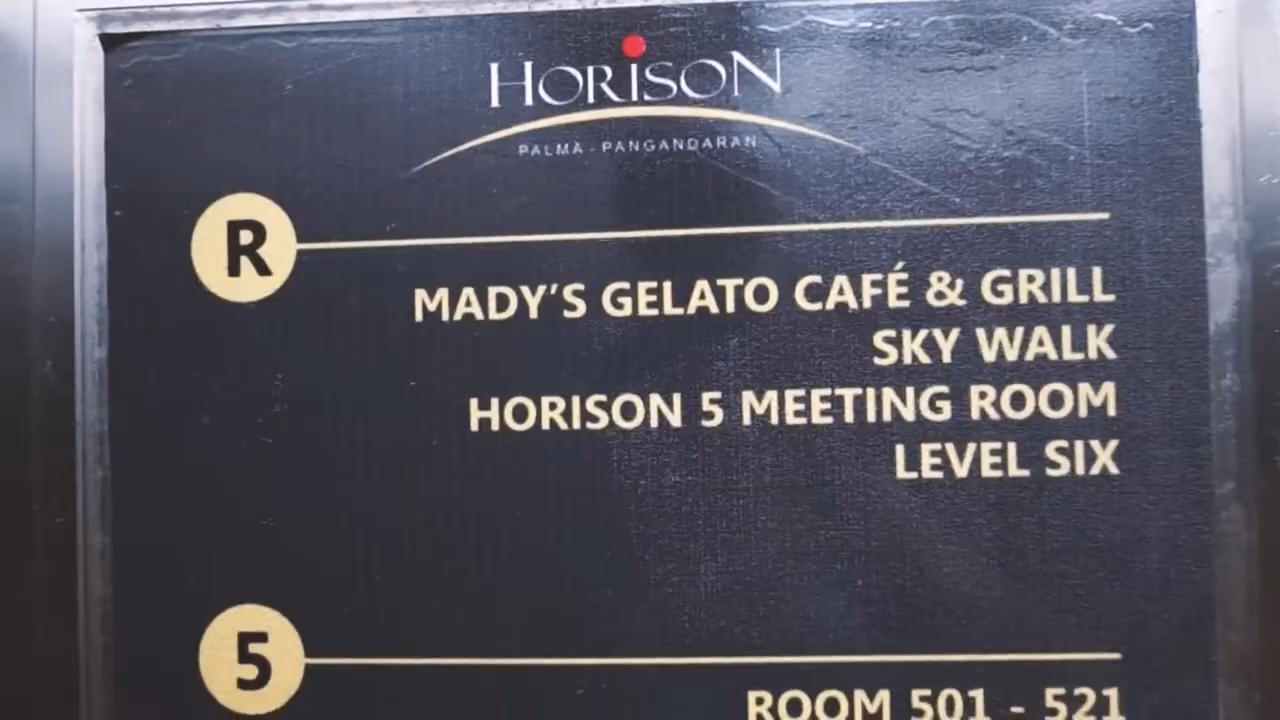 HORISON
PALMA - PANGANDARAN
R
MADY'S GELATO CAFÉ & GRILL
SKY WALK
HORISON 5 MEETING ROOM
LEVEL SIX
5
ROOM 501 - 521